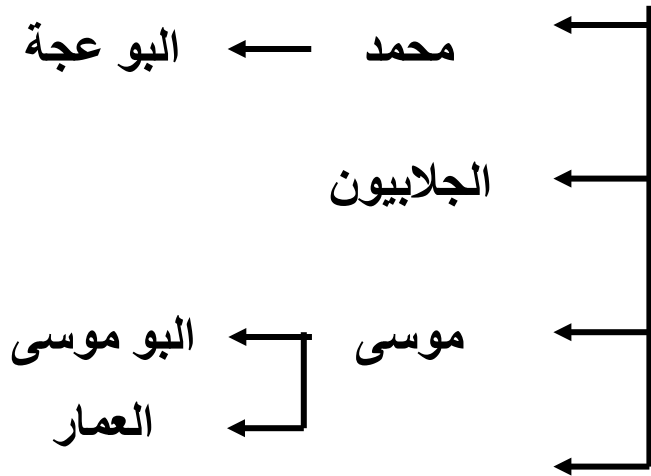 محمد البو عجة
الجلابيون
موسى البو موسى
العمار